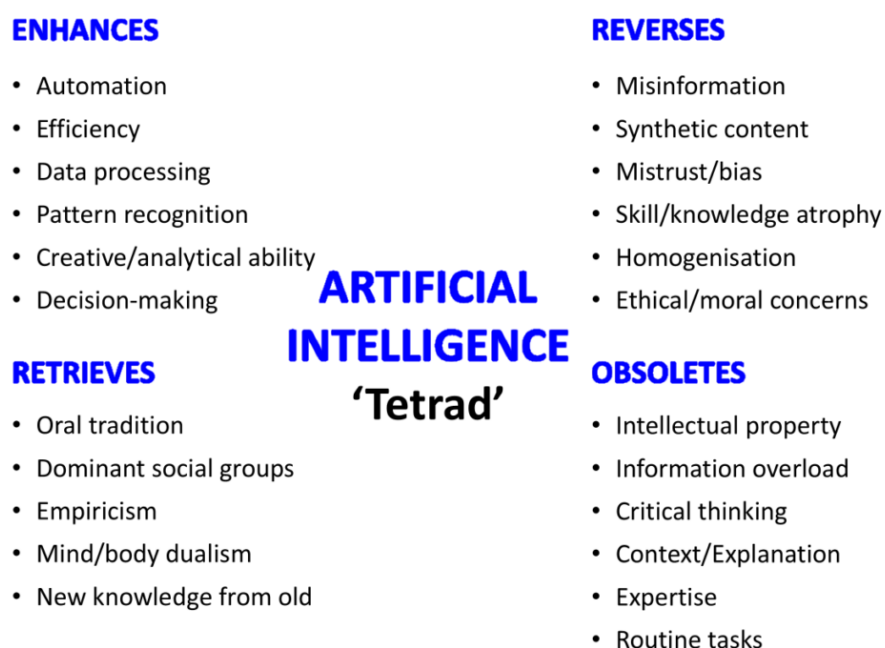 ENHANCES
• Automation
• Efficiency
• Data processing
• Pattern recognition
• Creative/analytical ability
• Decision-making
REVERSES
• Misinformation
• Synthetic content
• Mistrust/bias
• Skill/knowledge atrophy
• Homogenisation
• Ethical/moral concerns
ARTIFICIAL
INTELLIGENCE
‘Tetrad’
RETRIEVES
• Oral tradition
• Dominant social groups
• Empiricism
• Mind/body dualism
• New knowledge from old
OBSOLETES
• Intellectual property
• Information overload
• Critical thinking
• Context/Explanation
• Expertise
• Routine tasks